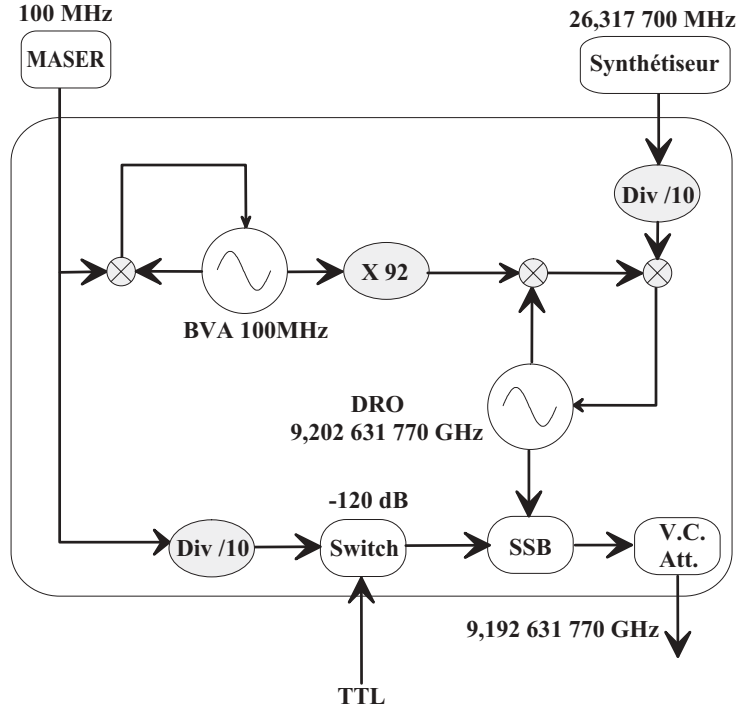 100 MHz
26,317 700 MHz
MASER
Synthétiseur
Div /10
X 92
BVA 100MHz
DRO
9,202 631 770 GHz
-120 dB
Div /10
Switch
SSB
V.C.
Att.
9,192 631 770 GHz
TTL